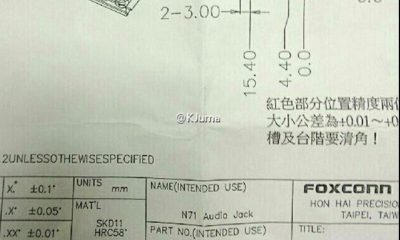 2-3.00
15.40
4.40
0.0
@KJuma
紅色部分位置精度兩
大小公差為+0.01~+0
槽及台階要清角！
.2UNLESSOTHEWISESPECIFIED
X.° ±0.1°
UNITS mm
NAME(INTENDED USE)
FOXCONN
.X° ±0.05°
MAT'L
N71 Audio Jack
HON HAI PRECISION
TAIPEI, TAIW
.XX° ±0.01°
SKD11
HRC58°
PART NO.(INTENDED USE)
TITLE: